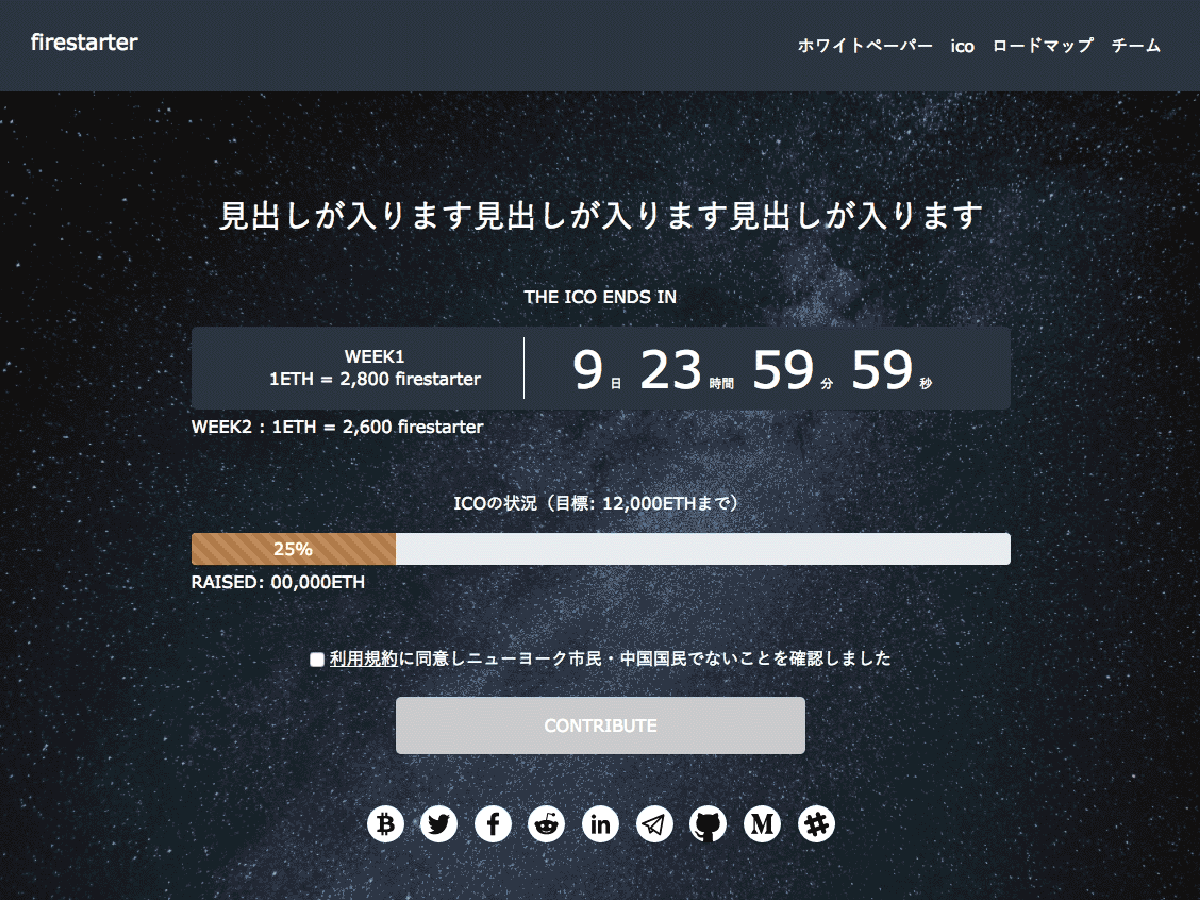 firestarter
ホワイトペーパー ico ロードマップ チーム
見出しが入ります見出しが入ります見出しが入ります
THE ICO ENDS IN
WEEK1
1ETH = 2,800 firestarter
9 日 23 時間 59 分 59 秒
WEEK2 : 1ETH = 2,600 firestarter
ICOの状況（目標: 12,000ETHまで）
25%
RAISED: 00,000ETH
利用規約に同意しニューヨーク市民・中国国民でないことを確認しました
CONTRIBUTE